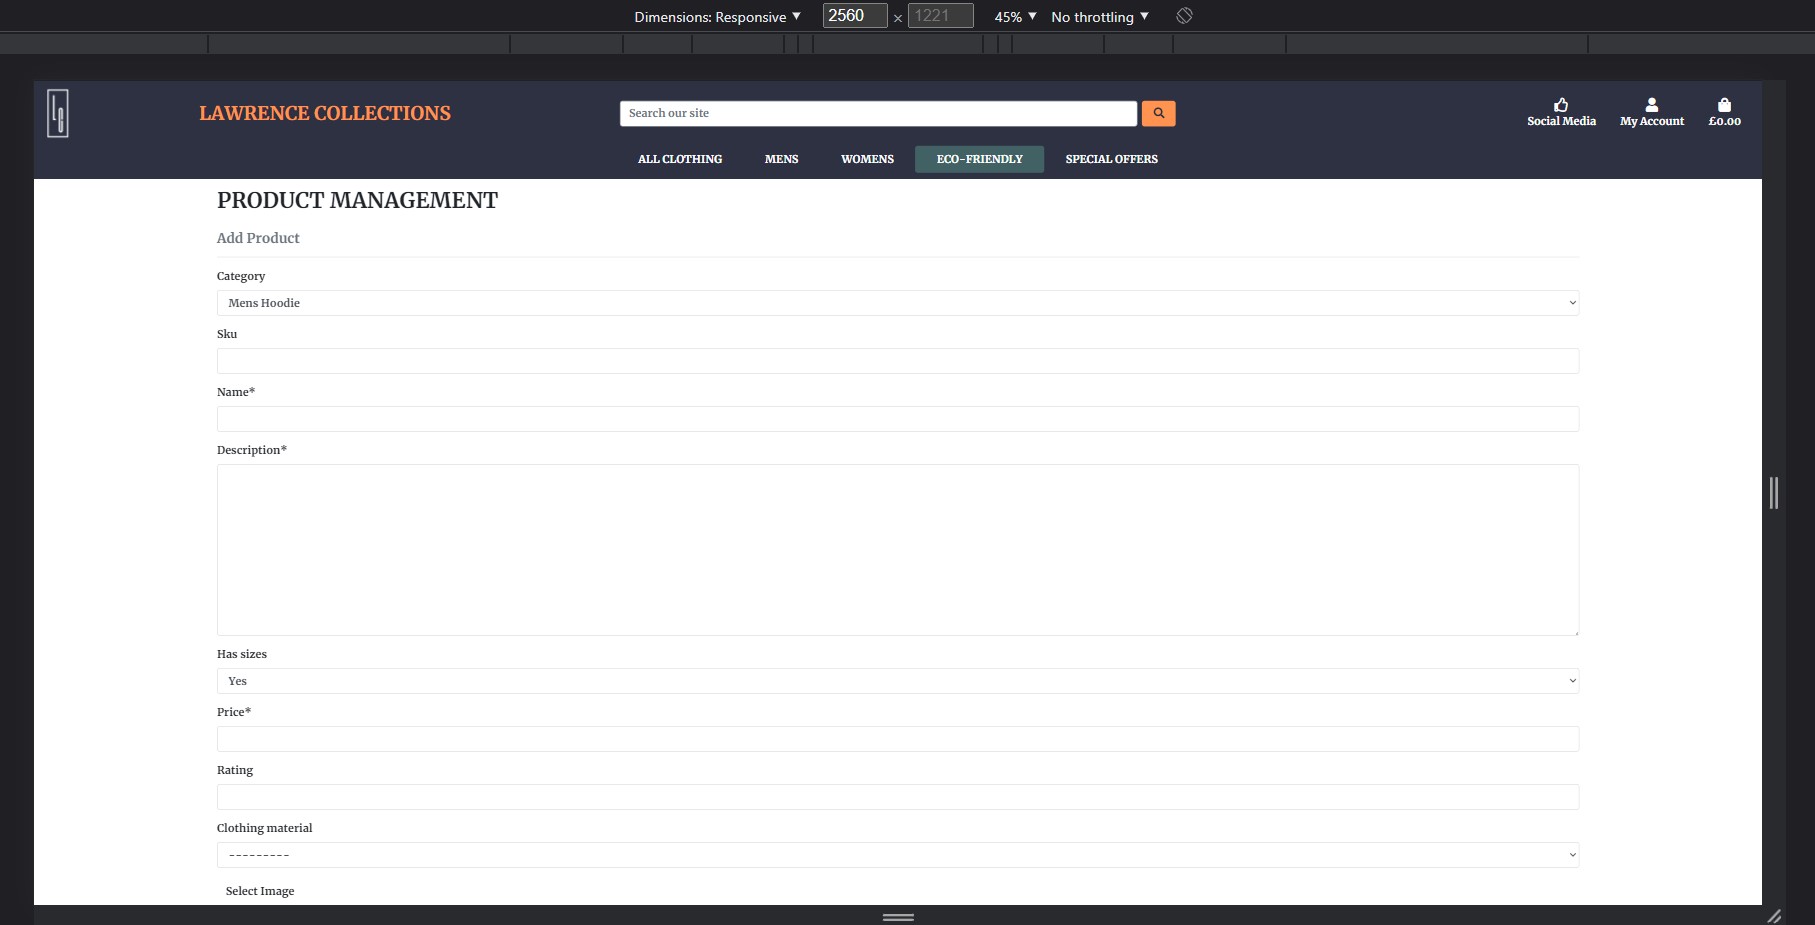 Dimensions: Responsive ▼ 2560 × 1221 45% ▼ No throttling ▼
LAWRENCE COLLECTIONS
Search our site
Social Media
My Account
£0.00
ALL CLOTHING MENS WOMENS ECO-FRIENDLY SPECIAL OFFERS
PRODUCT MANAGEMENT
Add Product
Category
Mens Hoodie
Sku
Name*
Description*
Has sizes
Yes
Price*
Rating
Clothing material
---------
Select Image